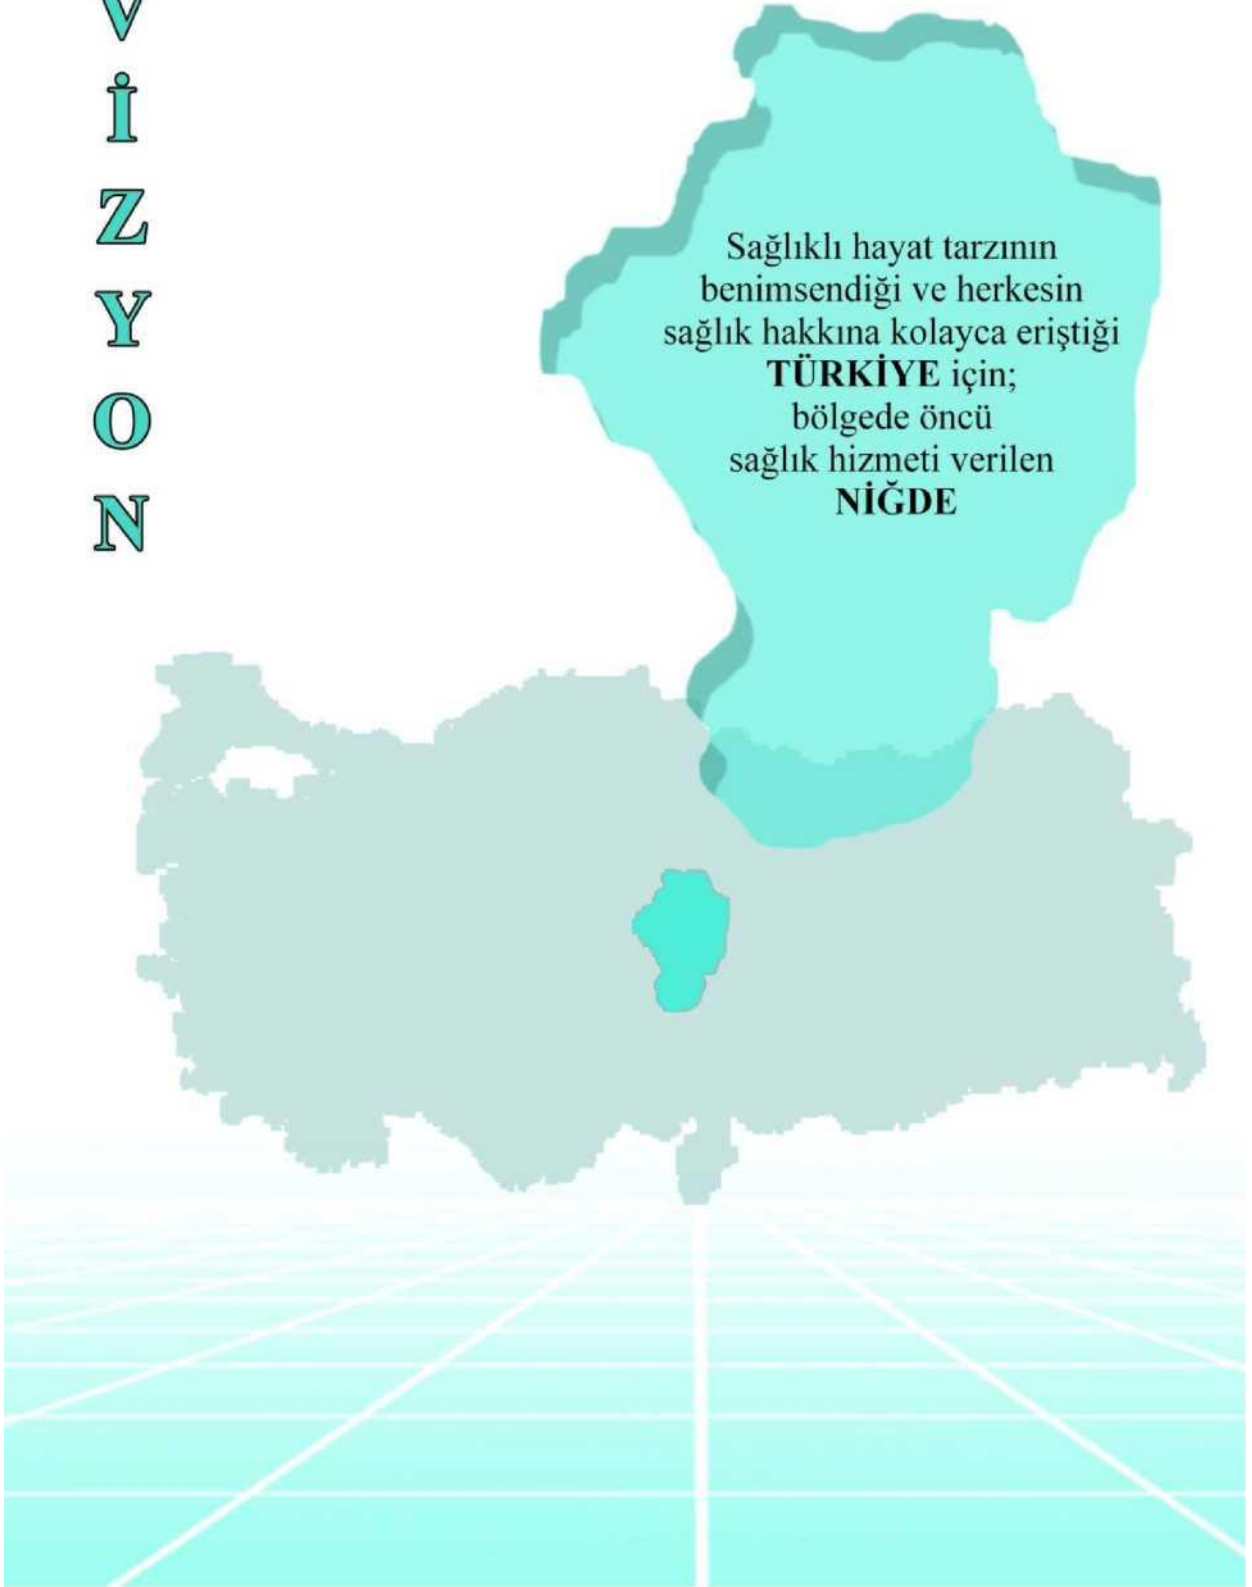 VİZYON
Sağlıklı hayat tarzının
benimsendiği ve herkesin
sağlık hakkına kolayca eriştiği
TÜRKİYE için;
bölgede öncü
sağlık hizmeti verilen
NİĞDE